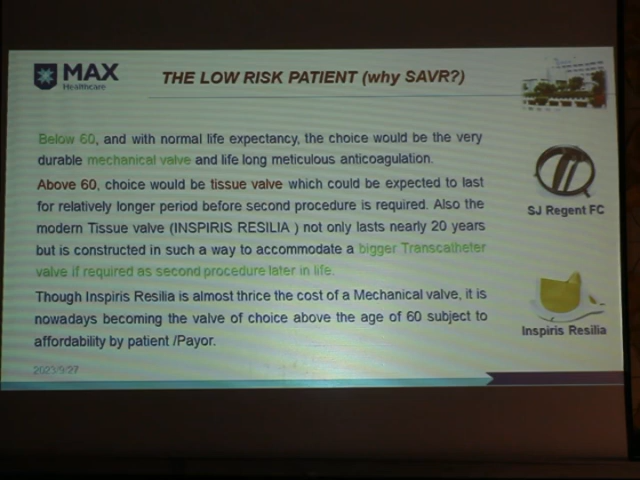 MAX
Healthcare
THE LOW RISK PATIENT (why SAVR?)
Below 60, and with normal life expectancy, the choice would be the very
durable mechanical valve and life long meticulous anticoagulation.
Above 60, choice would be tissue valve which could be expected to last
for relatively longer period before second procedure is required. Also the
modern Tissue valve (INSPIRIS RESILIA ) not only lasts nearly 20 years
but is constructed in such a way to accommodate a bigger Transcatheter
valve if required as second procedure later in life.
Though Inspiris Resilia is almost thrice the cost of a Mechanical valve, it is
nowadays becoming the valve of choice above the age of 60 subject to
affordability by patient /Payor.
SJ Regent FC
Inspiris Resilia
2023/9/27